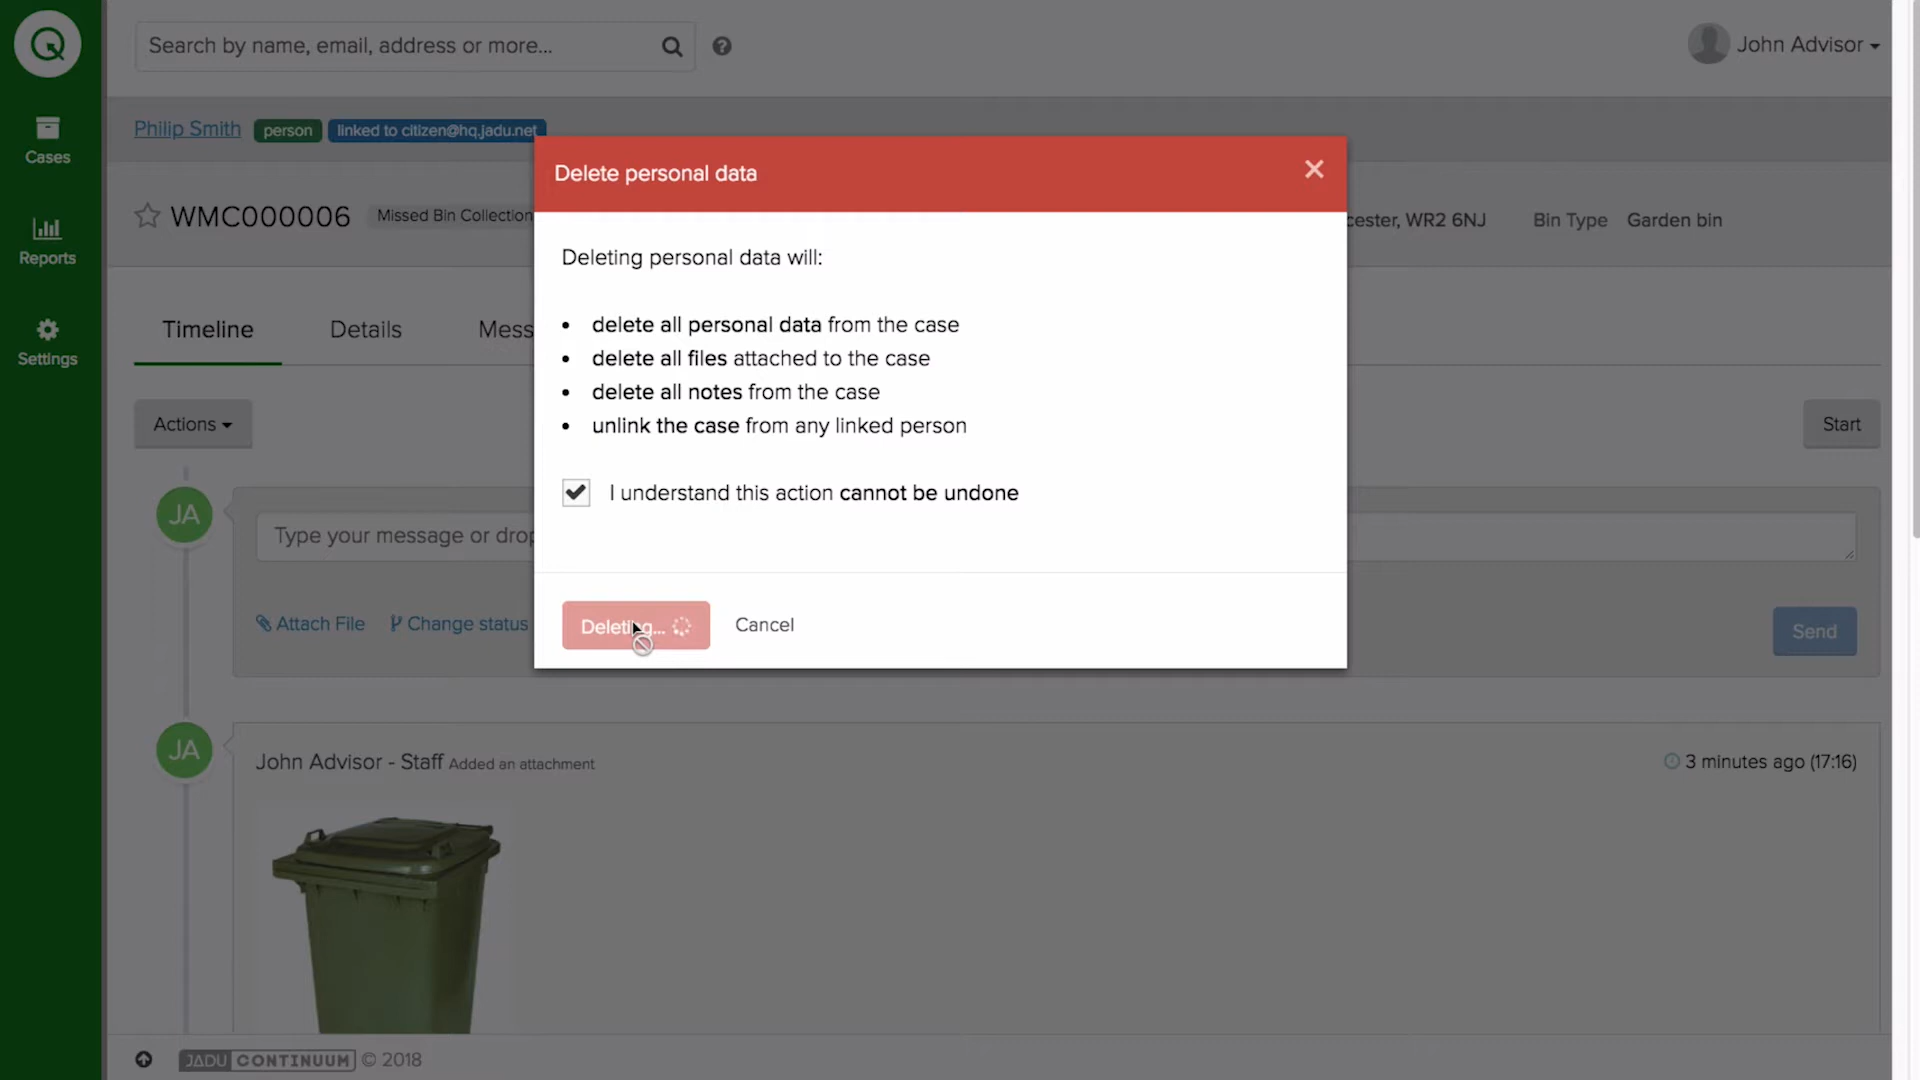 Search by name, email, address or more...
John Advisor
Cases
Reports
Settings
Philip Smith
person
linked to citizen@hq.jadu.net
WMC000006
Missed Bin Collection
cester, WR2 6NJ
Bin Type
Garden bin
Timeline
Details
Mess
Actions
Start
Delete personal data
Deleting personal data will:
delete all personal data from the case
delete all files attached to the case
delete all notes from the case
unlink the case from any linked person
I understand this action cannot be undone
Deleting...
Cancel
JA
Type your message or drop
Attach File
Change status
Send
JA
John Advisor - Staff Added an attachment
3 minutes ago (17:16)
JADU CONTINUUM © 2018